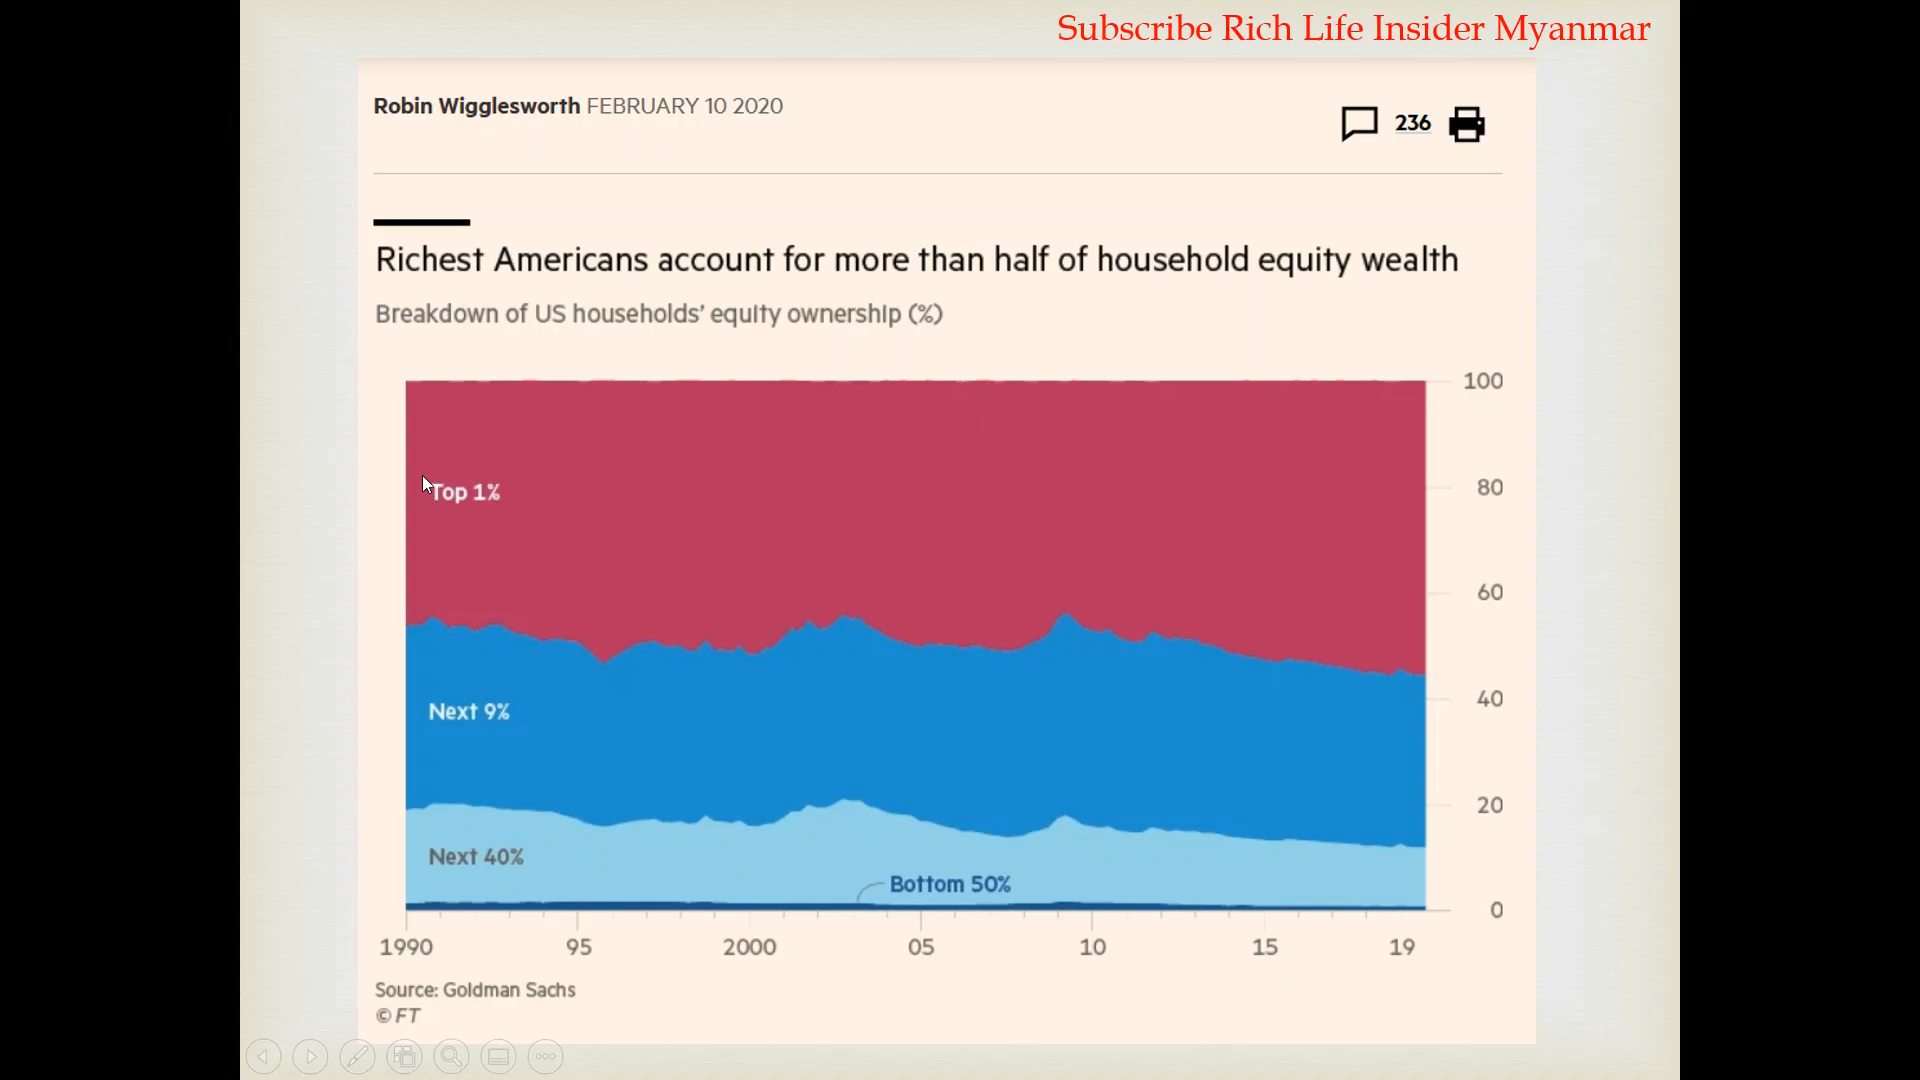 Subscribe Rich Life Insider Myanmar
Robin Wigglesworth FEBRUARY 10 2020
236
Richest Americans account for more than half of household equity wealth
Breakdown of US households’ equity ownership (%)
100
Top 1%
80
60
Next 9%
40
20
Next 40%
Bottom 50%
0
1990 95 2000 05 10 15 19
Source: Goldman Sachs
© FT